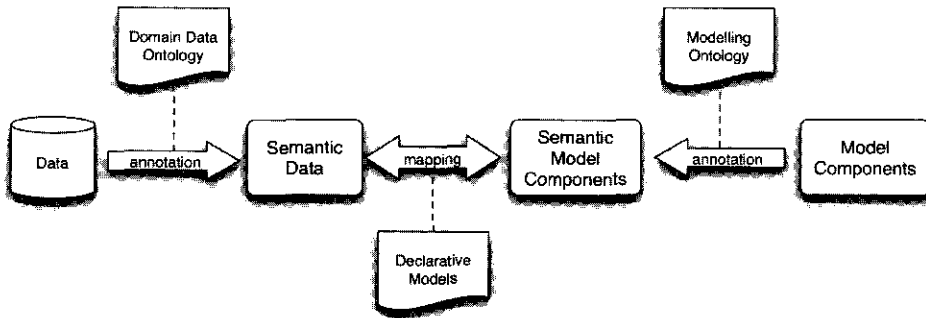 Domain Data
Ontology
Modelling
Ontology
Data
annotation
Semantic
Data
mapping
Semantic
Model
Components
annotation
Model
Components
Declarative
Models